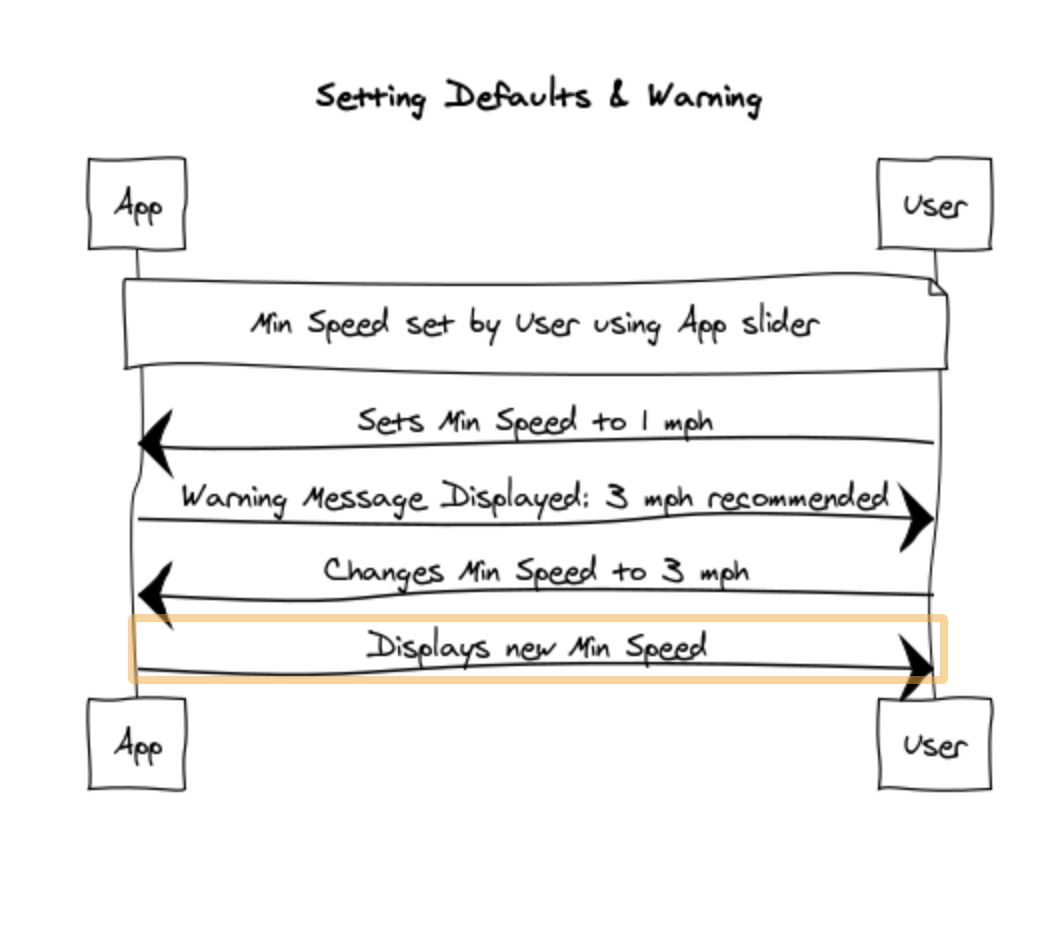 Setting Defaults & Warning
App
User
Min Speed set by User using App slider
Sets Min Speed to 1 mph
Warning Message Displayed: 3 mph recommended
Changes Min Speed to 3 mph
Displays new Min Speed
App
User